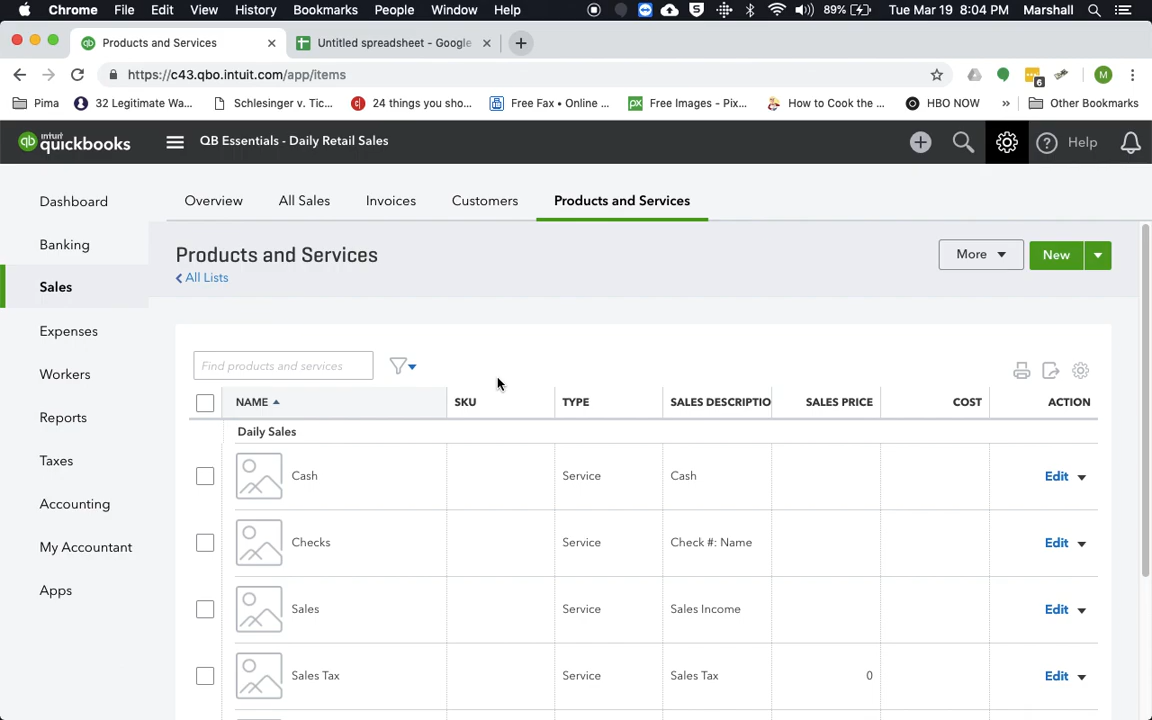 Chrome File Edit View History Bookmarks People Window Help 89% Tue Mar 19 8:04 PM Marshall
Products and Services Untitled spreadsheet - Google
https://c43.qbo.intuit.com/app/items 6 M
Pima 32 Legitimate Wa... Schlesinger v. Tic... 24 things you sho... Free Fax • Online ... Free Images - Pix... How to Cook the ... HBO NOW » Other Bookmarks
qb intuit quickbooks QB Essentials - Daily Retail Sales Help
Dashboard
Banking
Sales
Expenses
Workers
Reports
Taxes
Accounting
My Accountant
Apps
Overview All Sales Invoices Customers Products and Services
Products and Services More New
All Lists
Find products and services
NAME SKU TYPE SALES DESCRIPTIO SALES PRICE COST ACTION
Daily Sales
Cash Service Cash Edit
Checks Service Check #: Name Edit
Sales Service Sales Income Edit
Sales Tax Service Sales Tax 0 Edit